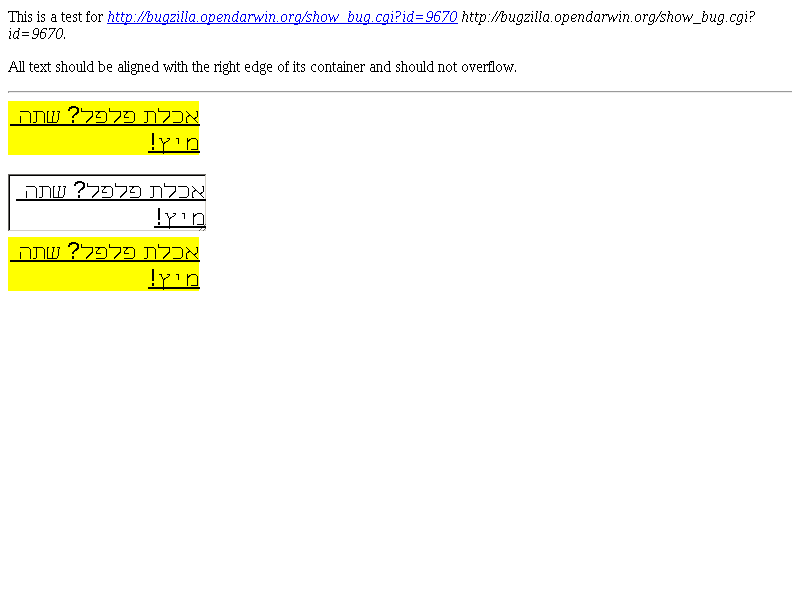 This is a test for http://bugzilla.opendarwin.org/show_bug.cgi?id=9670 http://bugzilla.opendarwin.org/show_bug.cgi?
id=9670.
All text should be aligned with the right edge of its container and should not overflow.
אכלת פלפל? שתה
מיץ!
אכלת פלפל? שתה
מיץ!
אכלת פלפל? שתה
מיץ!